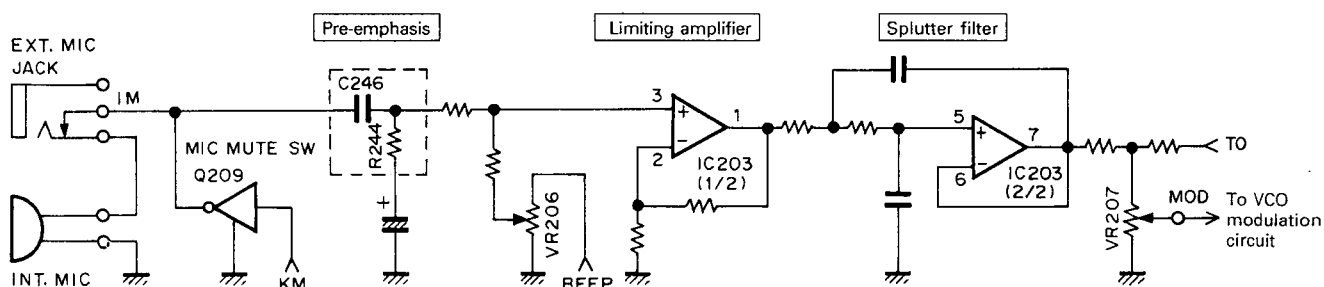 Pre-emphasis
Limiting amplifier
Splutter filter
EXT. MIC
JACK
IM
C246
R244
MIC MUTE SW
Q209
KM
INT. MIC
+
VR206
BEEP
3
+
−
2
1
IC203
(1/2)
5
+
−
6
7
IC203
(2/2)
TO
VR207
MOD
To VCO
modulation
circuit